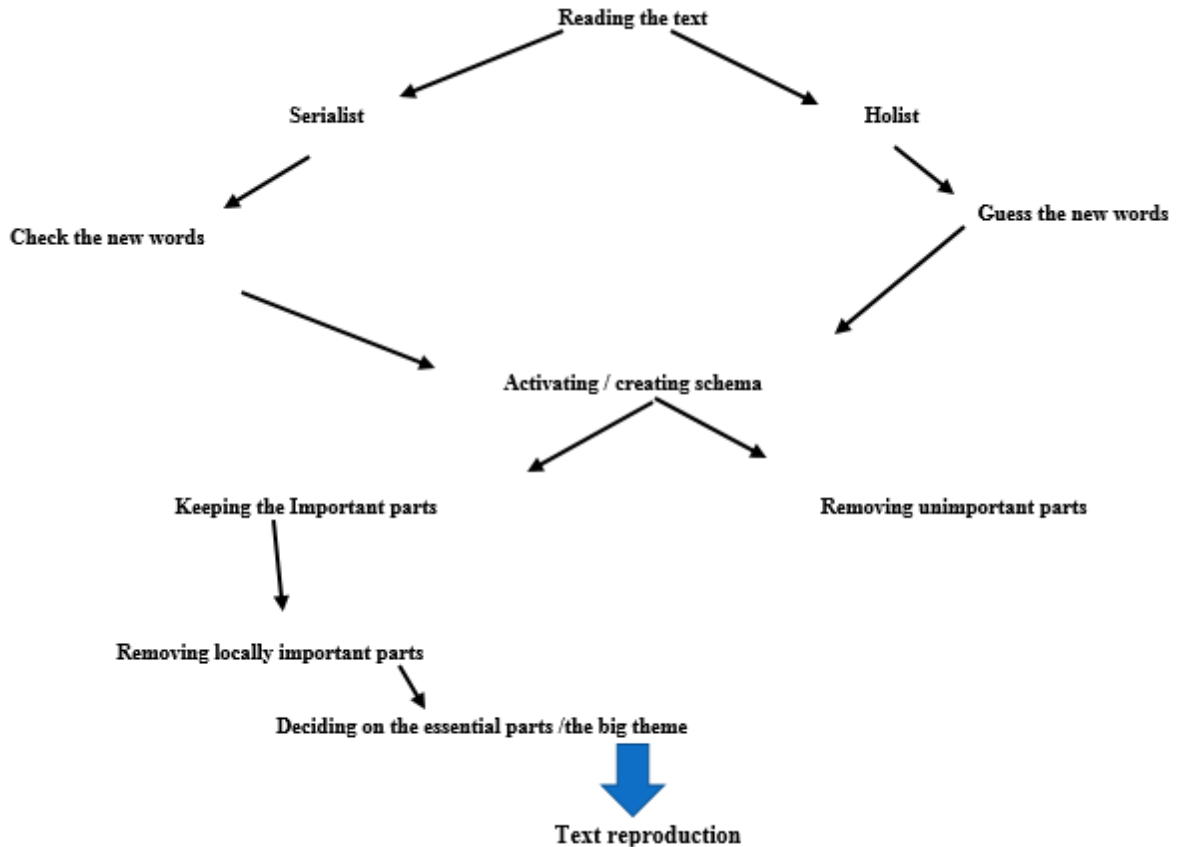 Reading the text
Serialist
Holist
Check the new words
Guess the new words
Activating / creating schema
Keeping the Important parts
Removing unimportant parts
Removing locally important parts
Deciding on the essential parts /the big theme
Text reproduction